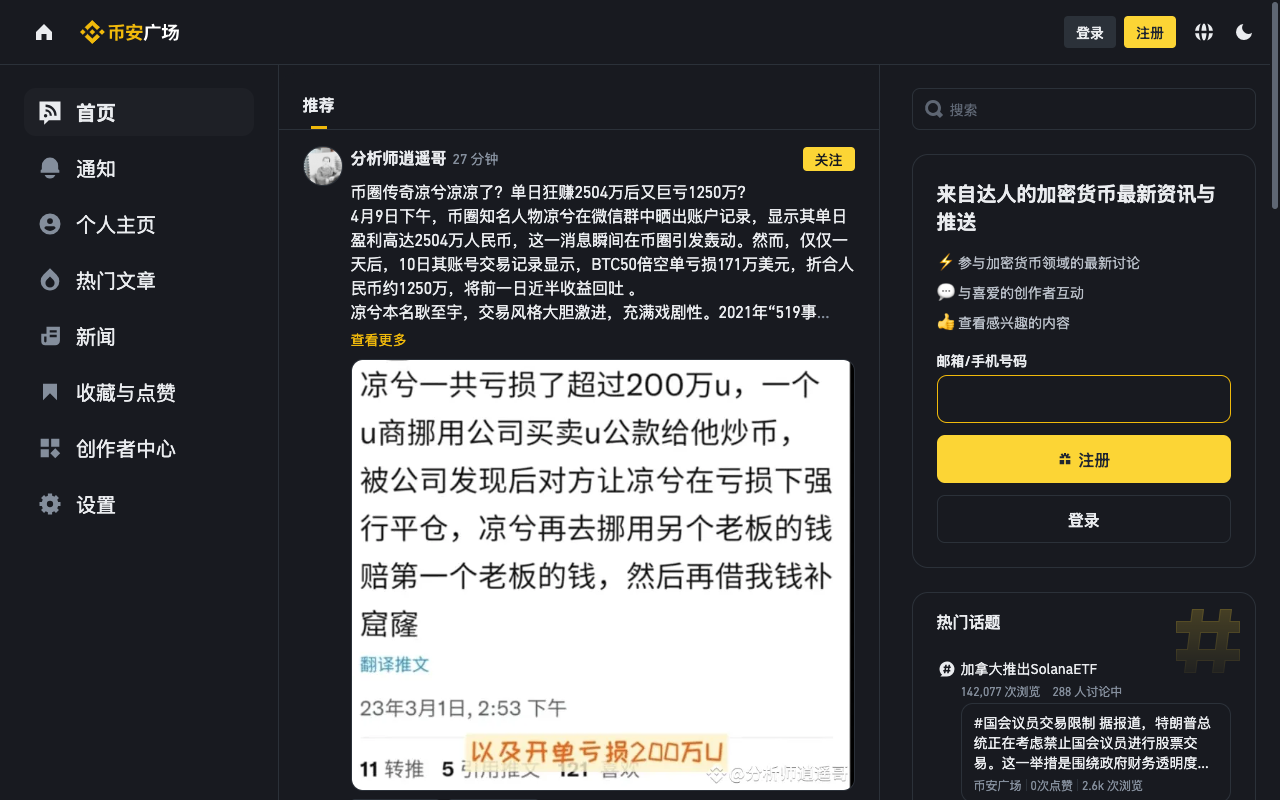 币安广场
登录
注册
首页
通知
个人主页
热门文章
新闻
收藏与点赞
创作者中心
设置
推荐
分析师逍遥哥 27 分钟
关注
币圈传奇凉兮凉凉了？单日狂赚2504万后又巨亏1250万？
4月9日下午，币圈知名人物凉兮在微信群中晒出账户记录，显示其单日
盈利高达2504万人民币，这一消息瞬间在币圈引发轰动。然而，仅仅一
天后，10日其账号交易记录显示，BTC50倍空单亏损171万美元，折合人
民币约1250万，将前一日近半收益回吐 。
凉兮本名耿至宇，交易风格大胆激进，充满戏剧性。2021年“519事...
查看更多
凉兮一共亏损了超过200万u，一个
u商挪用公司买卖u公款给他炒币，
被公司发现后对方让凉兮在亏损下强
行平仓，凉兮再去挪用另个老板的钱
赔第一个老板的钱，然后再借我钱补
窟窿
翻译推文
23年3月1日, 2:53 下午
以及开单亏损200万U
11 转推 5 引用推文 121 喜欢
@分析师逍遥哥
搜索
来自达人的加密货币最新资讯与
推送
参与加密货币领域的最新讨论
与喜爱的创作者互动
查看感兴趣的内容
邮箱/手机号码
注册
登录
热门话题
#
加拿大推出SolanaETF
142,077 次浏览 288 人讨论中
#国会议员交易限制 据报道，特朗普总
统正在考虑禁止国会议员进行股票交
易。这一举措是围绕政府财务透明度...
币安广场 | 0次点赞 | 2.6k 次浏览